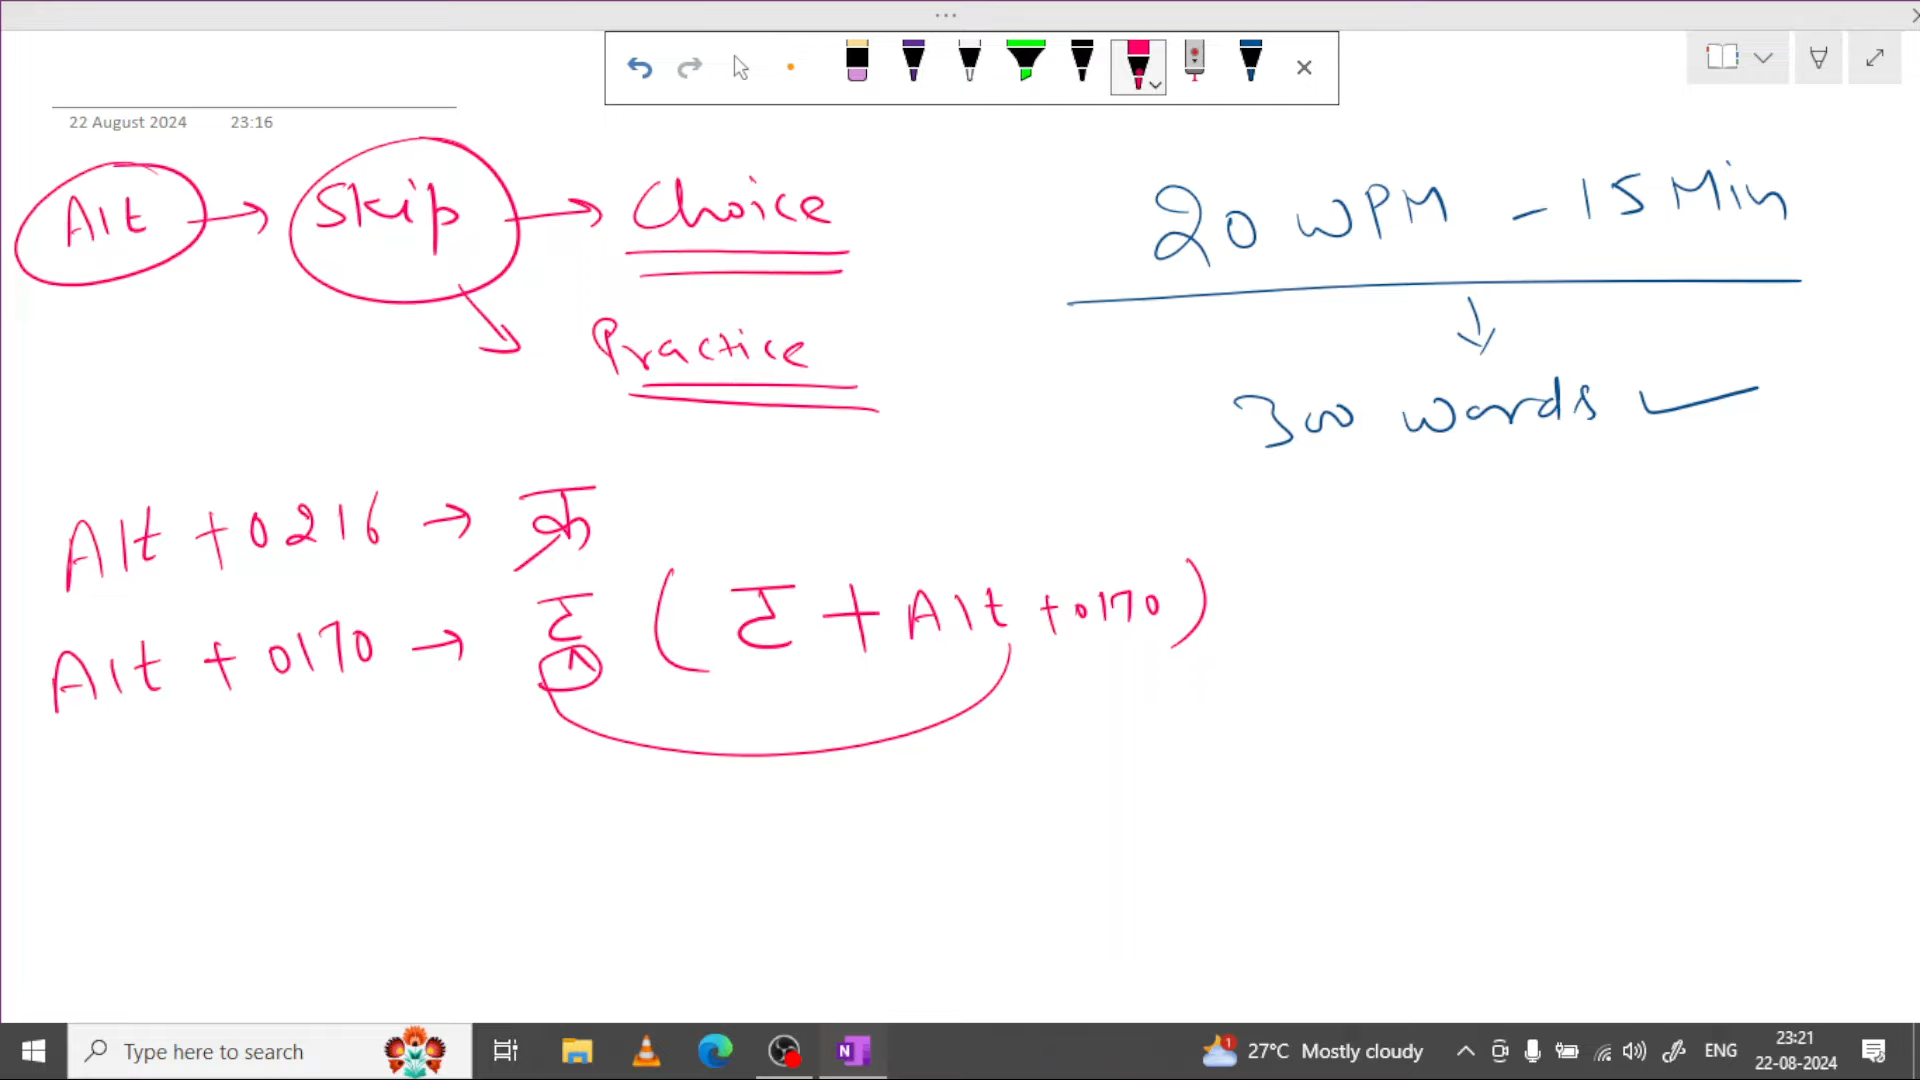 22 August 2024 23:16
Alt → Skip → Choice
Practice
20 WPM - 15 Min
300 words
Alt + 0216 → क्र
Alt + 0170 → ट्र ( ट + Alt + 0170 )
Type here to search
27°C Mostly cloudy
ENG
23:21
22-08-2024